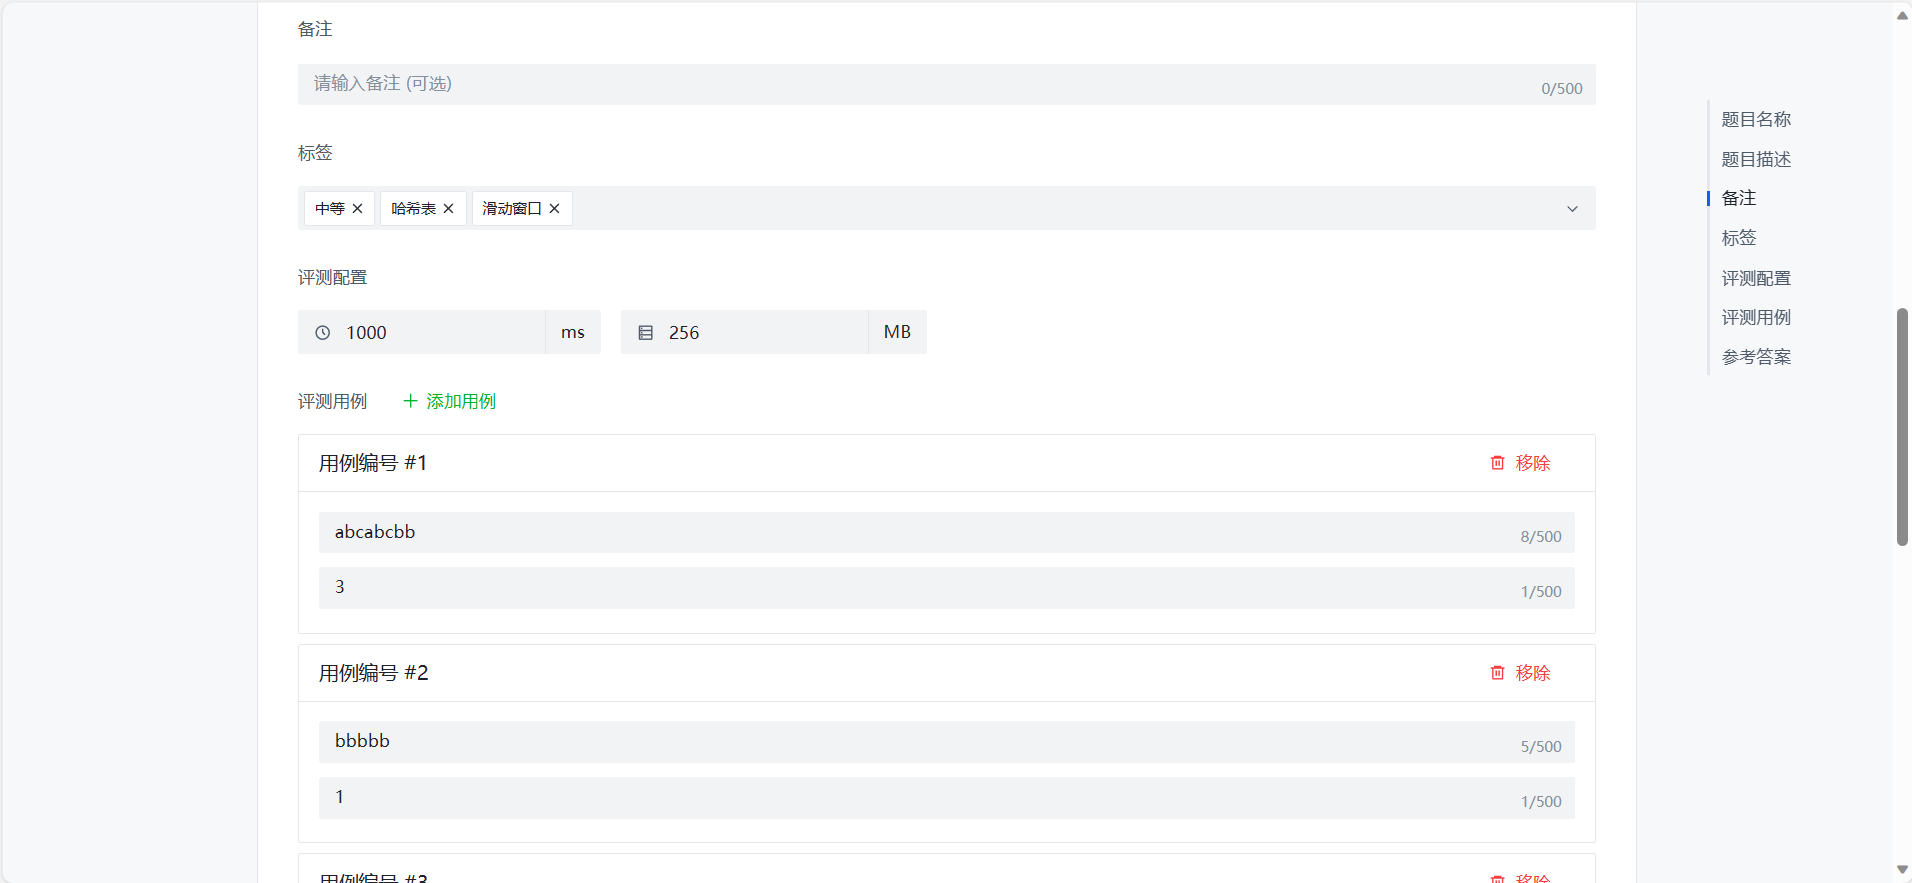 备注
请输入备注 (可选)
0/500
标签
中等
哈希表
滑动窗口
评测配置
1000 ms
256 MB
评测用例
添加用例
用例编号 #1
移除
abcabcbb
8/500
3
1/500
用例编号 #2
移除
bbbbb
5/500
1
1/500
用例编号 #3
移除
题目名称
题目描述
备注
标签
评测配置
评测用例
参考答案